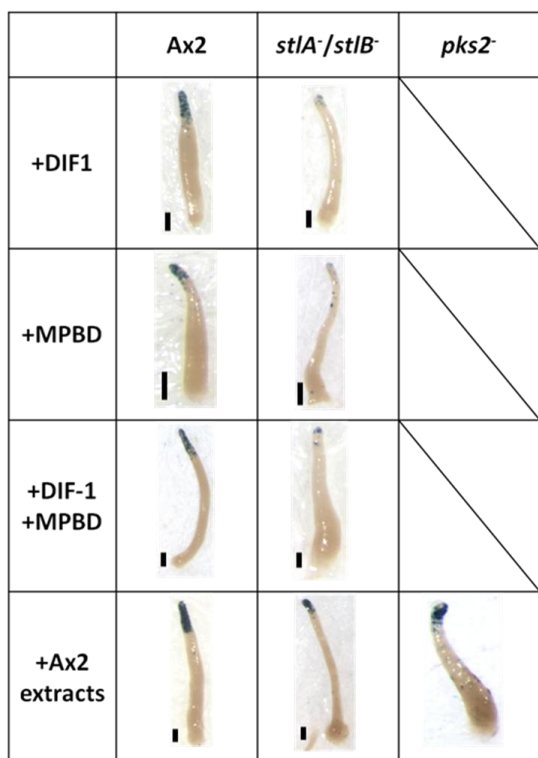 Ax2 stlA-/stlB- pks2-
+DIF1
+MPBD
+DIF-1
+MPBD
+Ax2
extracts